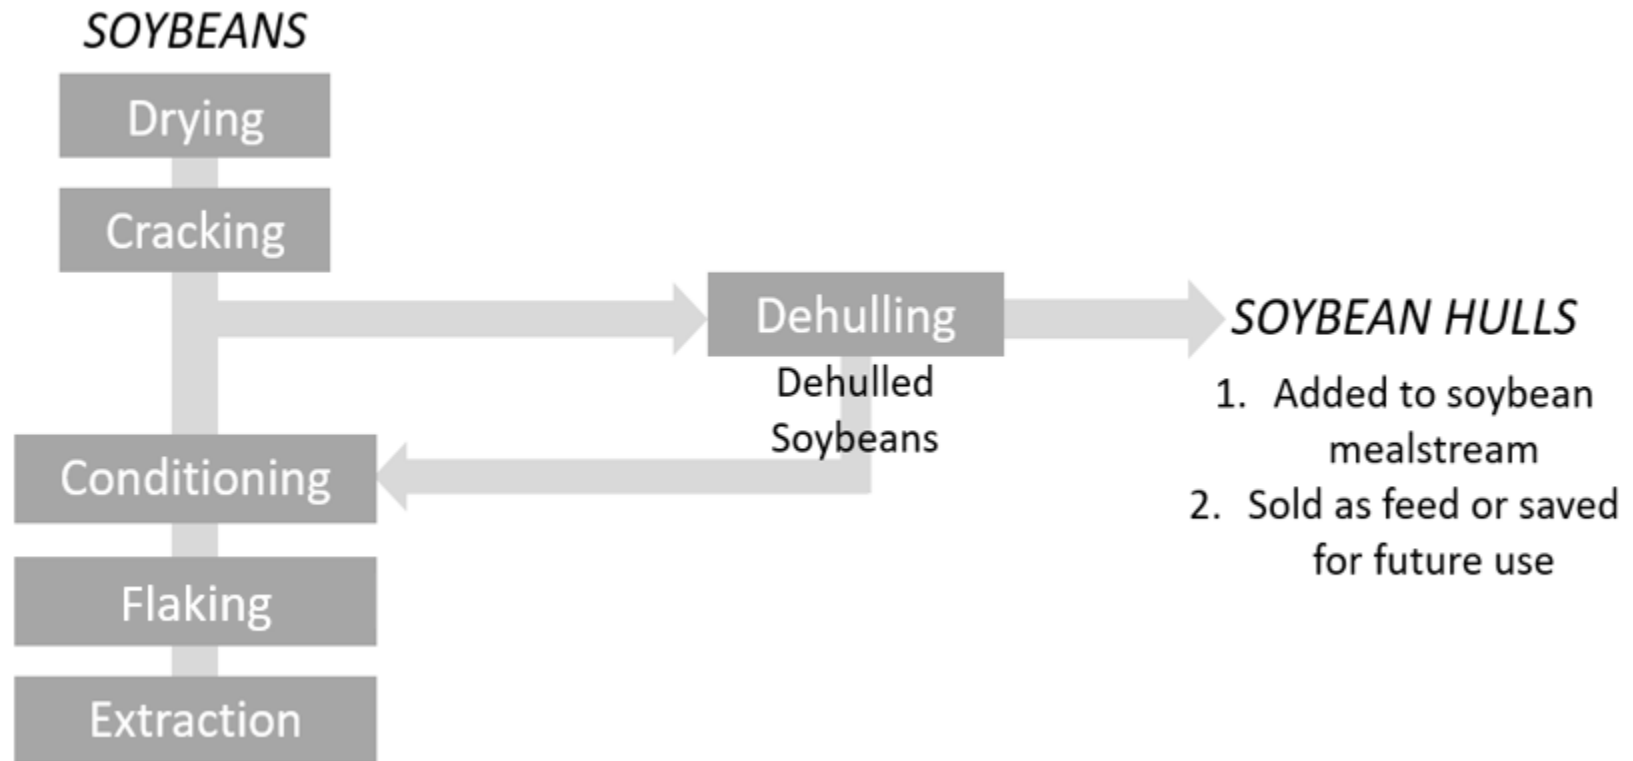 SOYBEANS
Drying
Cracking
Dehulling
Dehulled
Soybeans
SOYBEAN HULLS
1. Added to soybean
mealstream
2. Sold as feed or saved
for future use
Conditioning
Flaking
Extraction